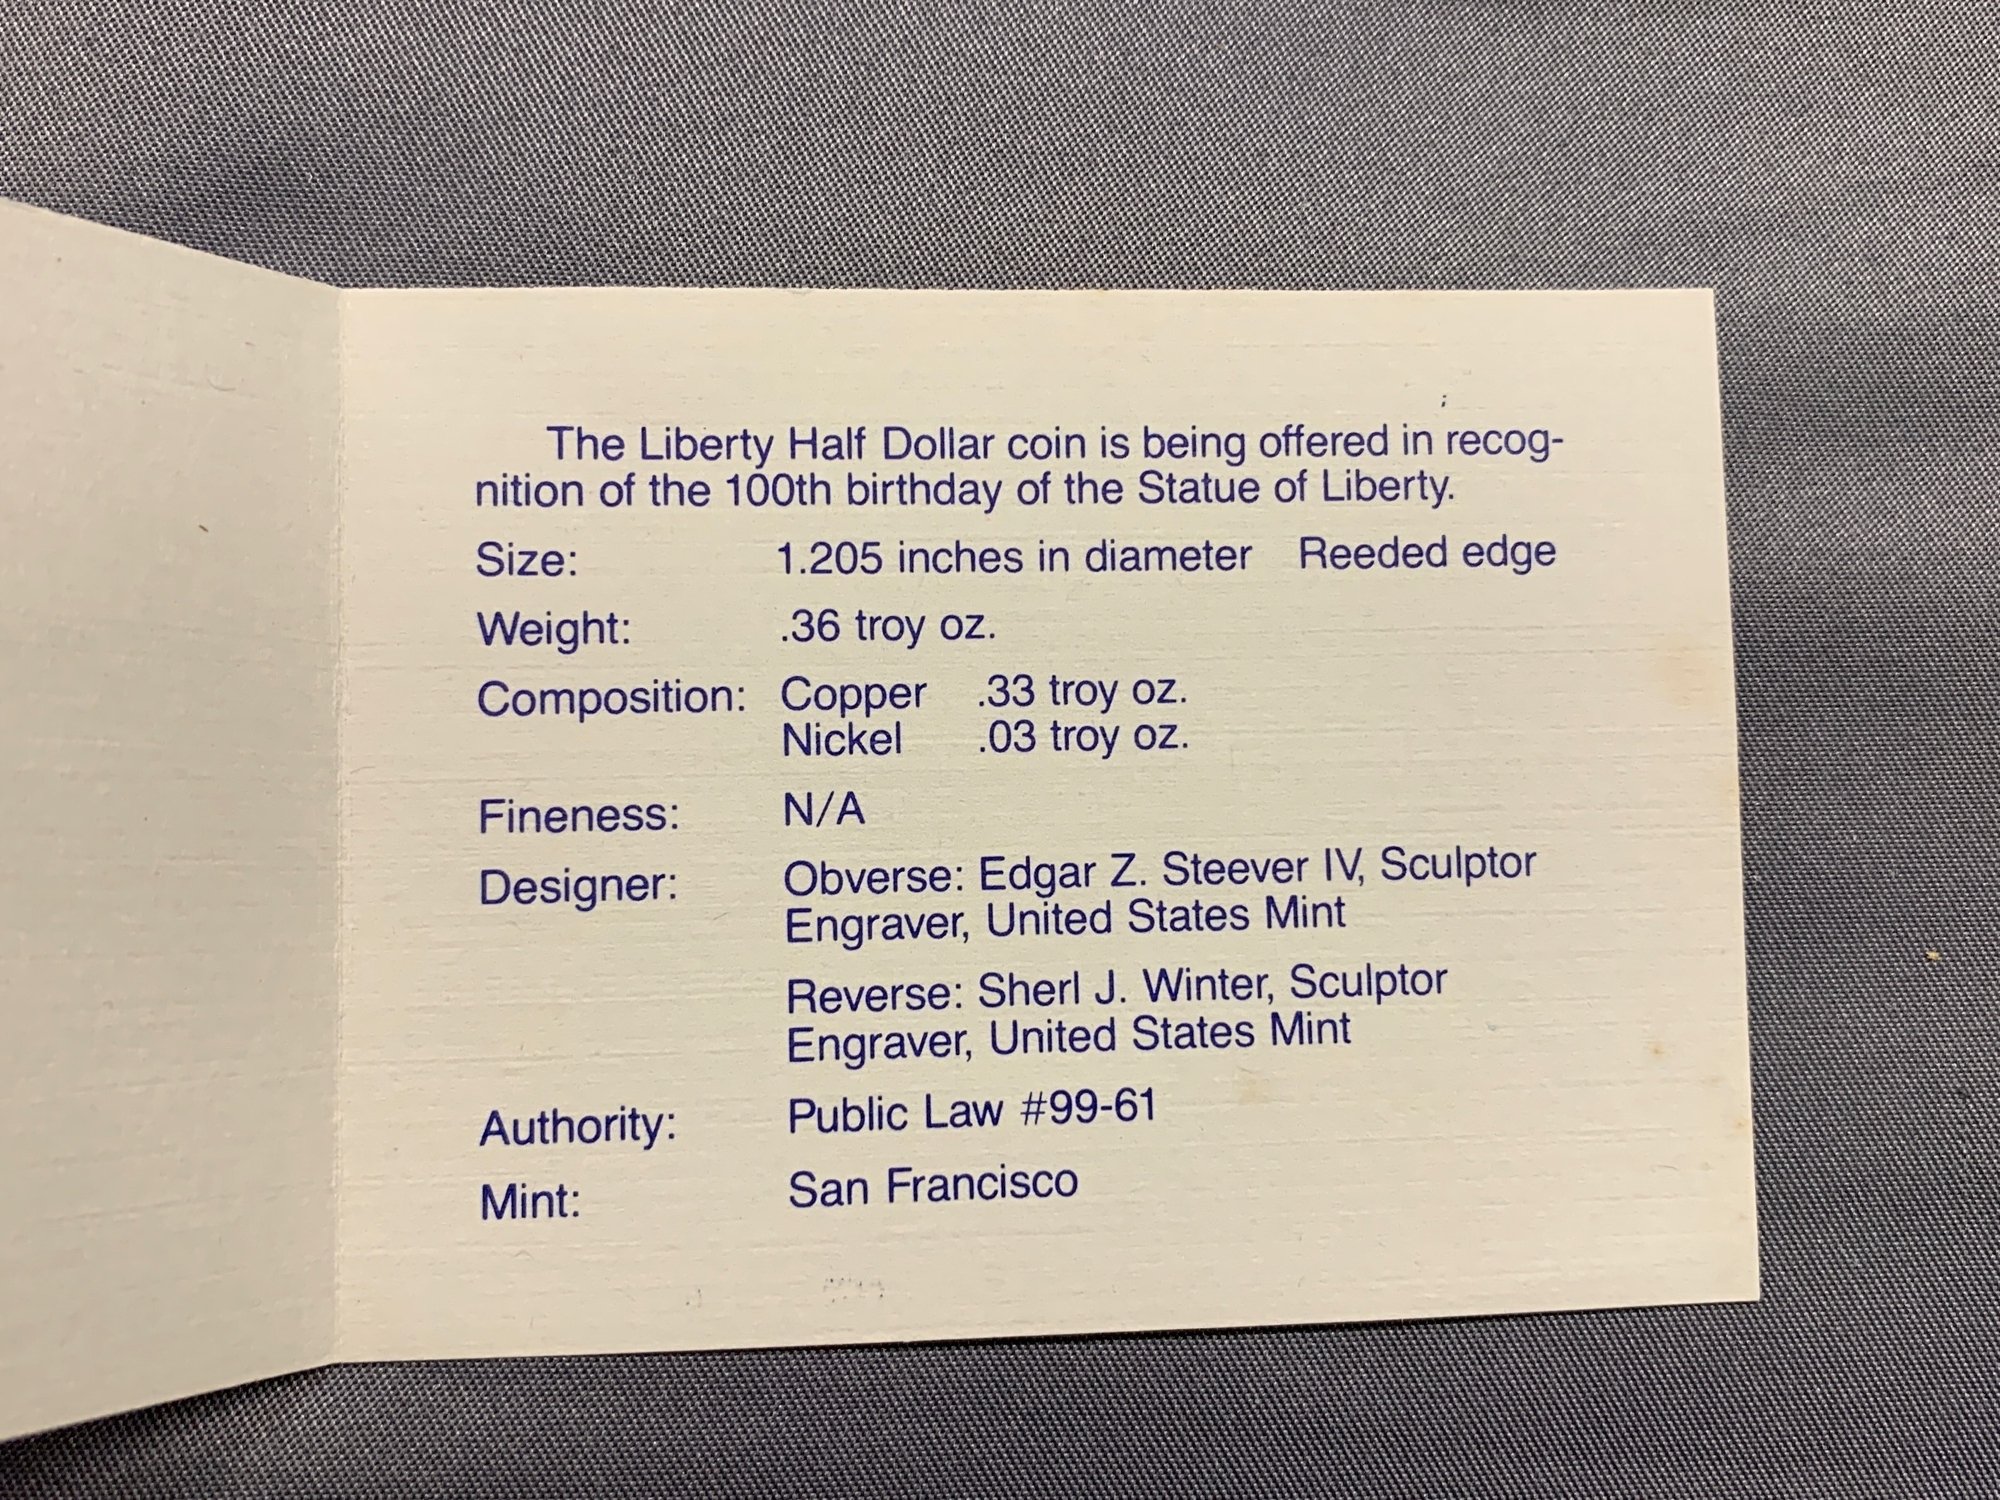 The Liberty Half Dollar coin is being offered in recog-
nition of the 100th birthday of the Statue of Liberty.
Size: 1.205 inches in diameter Reeded edge
Weight: .36 troy oz.
Composition: Copper .33 troy oz.
Nickel .03 troy oz.
Fineness: N/A
Designer: Obverse: Edgar Z. Steever IV, Sculptor
Engraver, United States Mint
Reverse: Sherl J. Winter, Sculptor
Engraver, United States Mint
Authority: Public Law #99-61
Mint: San Francisco